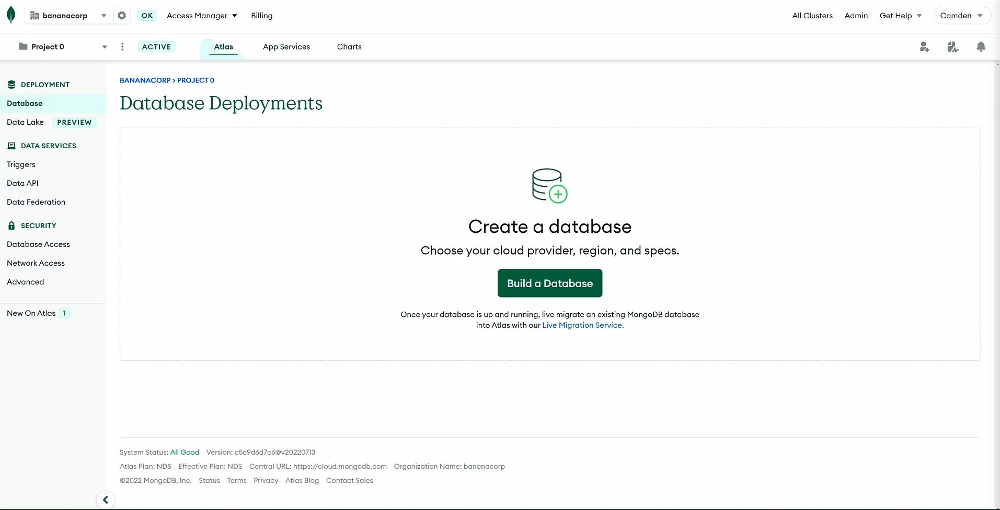 bananacorp OK Access Manager Billing All Clusters Admin Get Help Camden
Project 0 ACTIVE Atlas App Services Charts
DEPLOYMENT
Database
Data Lake PREVIEW
DATA SERVICES
Triggers
Data API
Data Federation
SECURITY
Database Access
Network Access
Advanced
New On Atlas 1
BANANACORP > PROJECT 0
Database Deployments
Create a database
Choose your cloud provider, region, and specs.
Build a Database
Once your database is up and running, live migrate an existing MongoDB database
into Atlas with our Live Migration Service.
System Status: All Good Version: c5c9d6d7c6@v20220713
Atlas Plan: NDS Effective Plan: NDS Central URL: https://cloud.mongodb.com Organization Name: bananacorp
©2022 MongoDB, Inc. Status Terms Privacy Atlas Blog Contact Sales